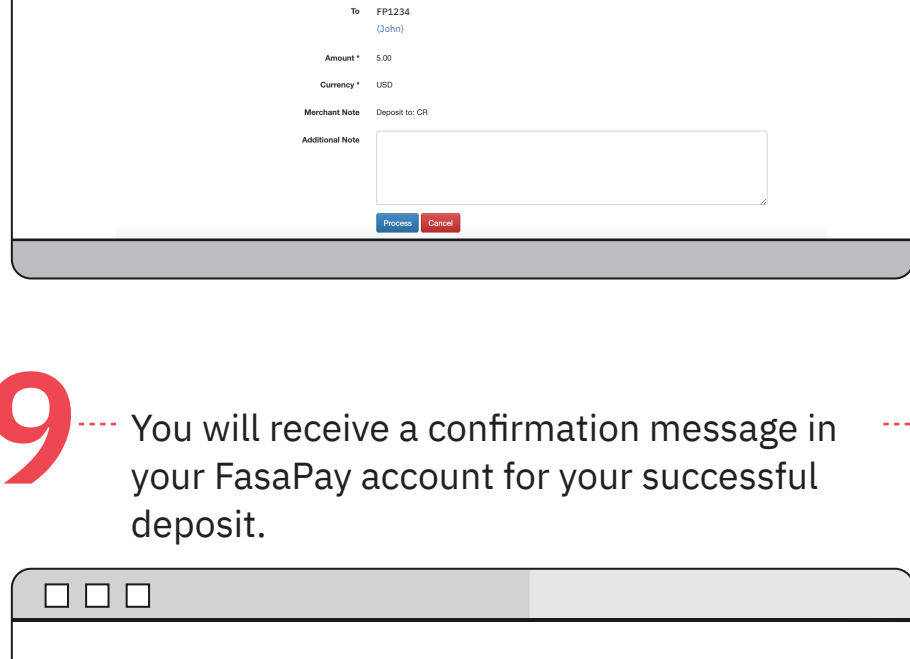 To FP1234
(John)
Amount * 5.00
Currency * USD
Merchant Note Deposit to: CR
Additional Note
Process Cancel
9
You will receive a confirmation message in
your FasaPay account for your successful
deposit.